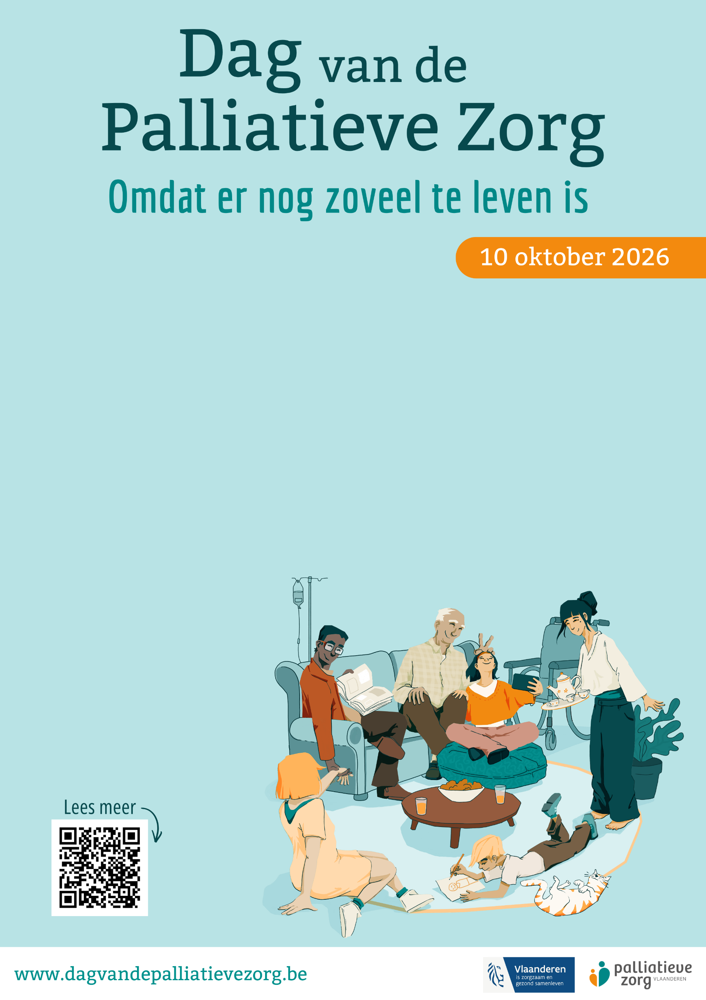 Dag van de
Palliatieve Zorg
Omdat er nog zoveel te leven is
10 oktober 2026
Lees meer
www.dagvandepalliatievezorg.be
Vlaanderen
is zorgzaam en
gezond samenleven
palliatieve
zorg VLAANDEREN